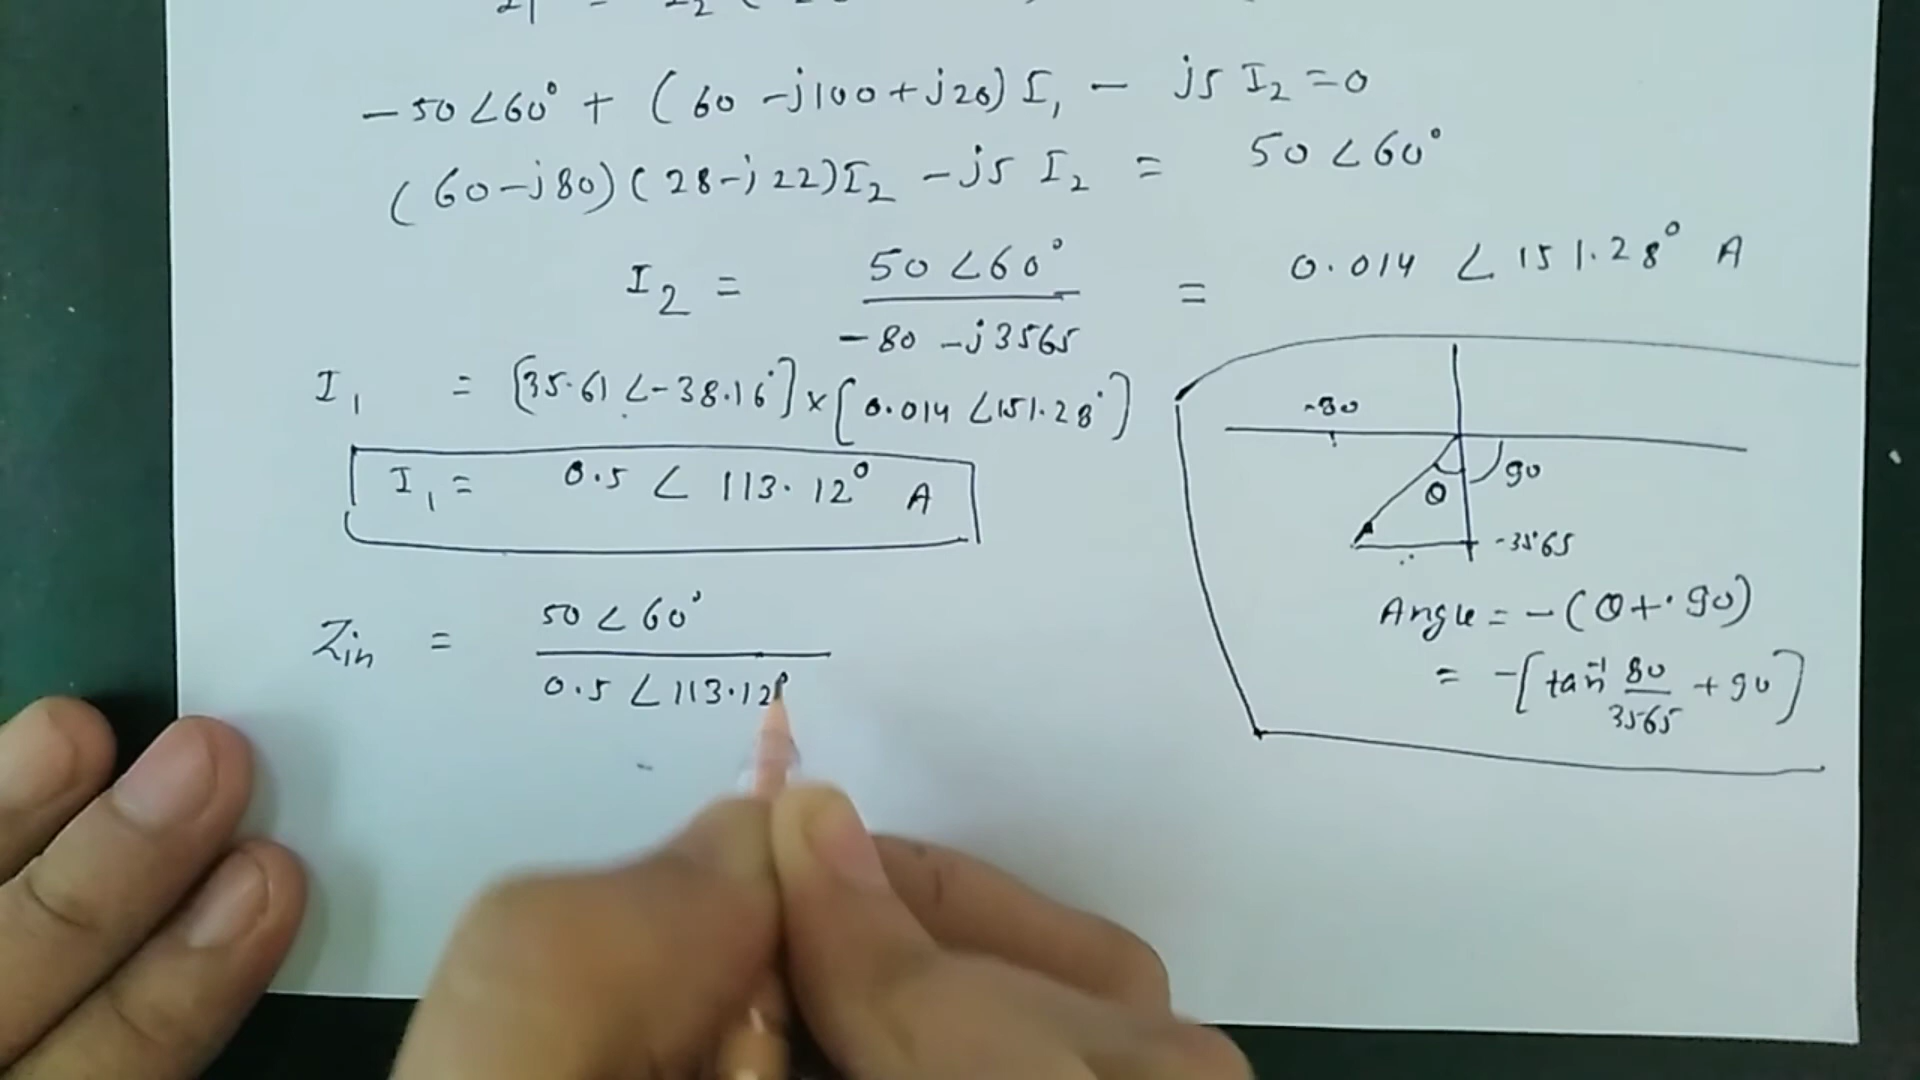 -50∠60° + (60 -j100+j20) I₁ - j5 I₂ =0
(60-j80)(28-j22)I₂ -j5 I₂ = 50∠60°
I₂ = 50∠60° / -80 -j3565 = 0.014 ∠151.28° A
I₁ = [35.61 ∠-38.16°]×[0.014 ∠151.28°]
I₁ = 0.5 ∠ 113.12° A
Zin = 50∠60° / 0.5 ∠113.12°
-80
90
θ
-3565
Angle = -(θ+90)
= -[tan⁻¹ 80/3565 +90]